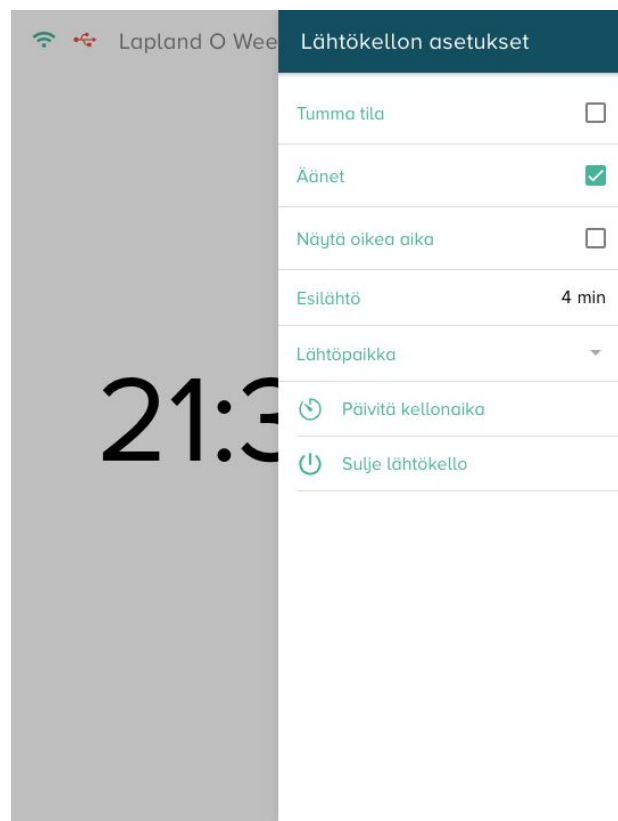 Lapland O Wee
Lähtökellon asetukset
Tumma tila
Äänet
Näytä oikea aika
Esilähtö 4 min
Lähtöpaikka
21:3
Päivitä kellonaika
Sulje lähtökello